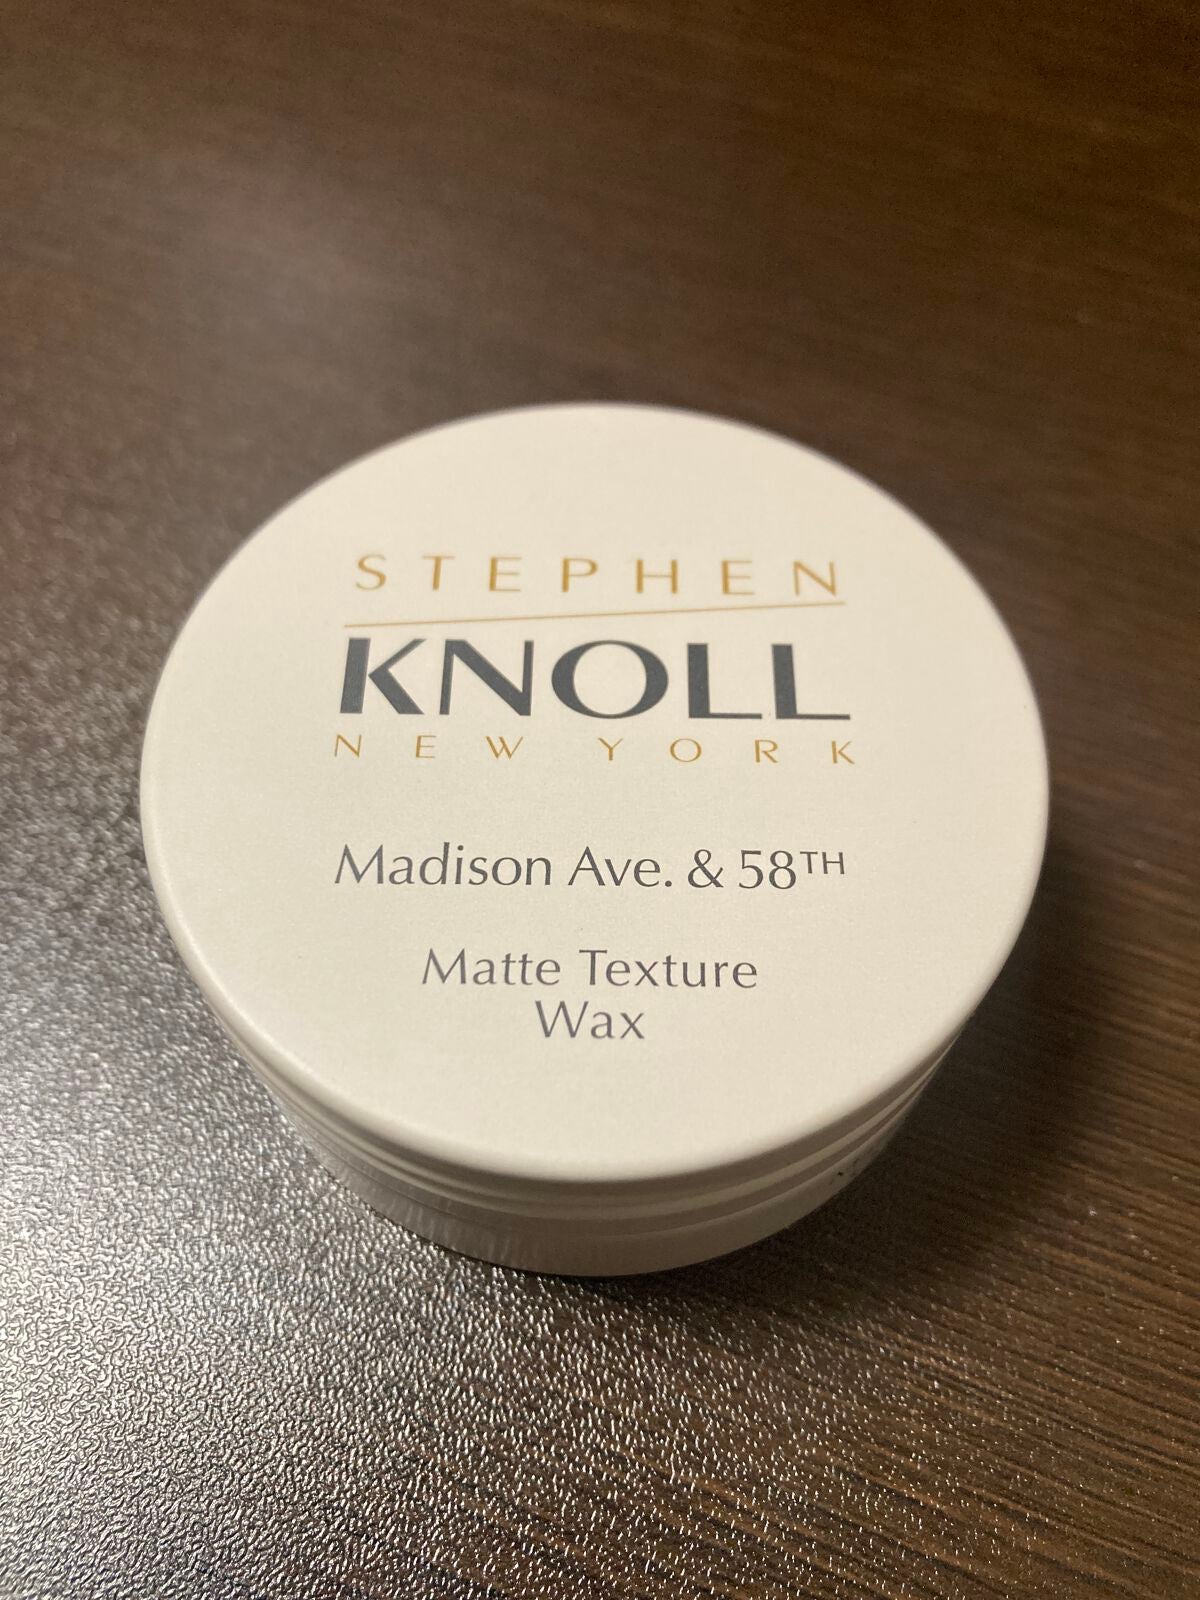 STEPHEN
KNOLL
NEW YORK
Madison Ave. & 58TH
Matte Texture
Wax